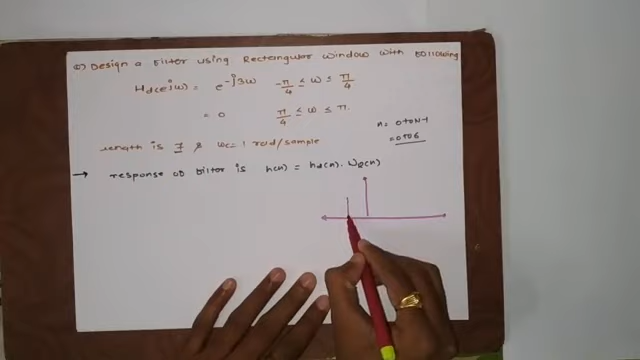 Q) Design a Filter using Rectangular window with following
Hd(e^jω) = e^-j3ω -π/4 ≤ ω ≤ π/4
= 0 π/4 ≤ ω ≤ π.
n = 0 to N-1
= 0 to 6
length is 7 & ωc = 1 rad/sample
→ response of Filter is h(n) = hd(n). WR(n)